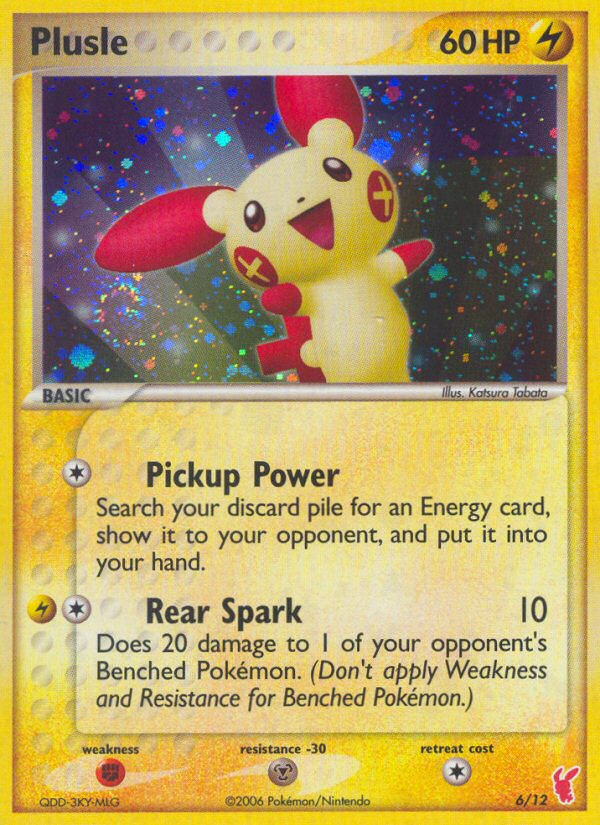 Plusle 60 HP
BASIC Illus. Katsura Tabata
Pickup Power
Search your discard pile for an Energy card,
show it to your opponent, and put it into
your hand.
Rear Spark 10
Does 20 damage to 1 of your opponent's
Benched Pokémon. (Don't apply Weakness
and Resistance for Benched Pokémon.)
weakness resistance -30 retreat cost
QDD-3KY-MLG ©2006 Pokémon/Nintendo 6/12